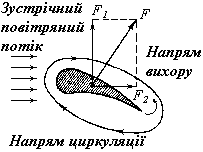 Зустрічний
повітряний
потік
F₁
F
Напрям
вихору
F₂
Напрям циркуляції